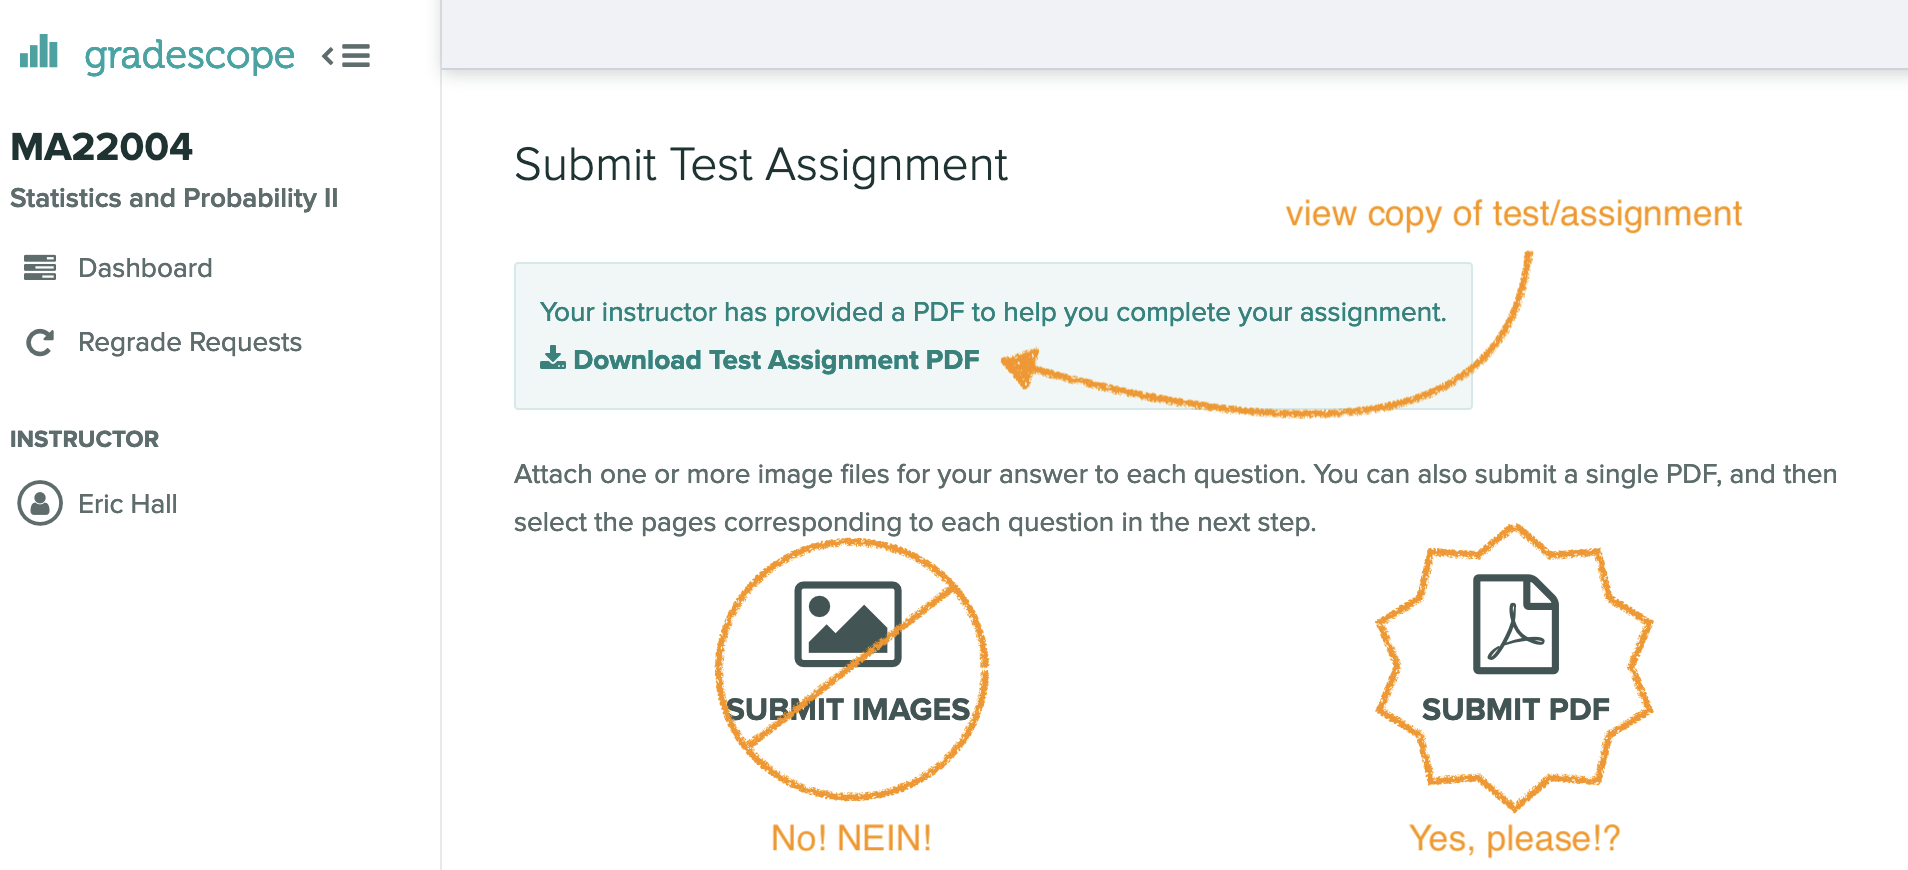 gradescope
MA22004
Statistics and Probability II
Dashboard
Regrade Requests
INSTRUCTOR
Eric Hall
Submit Test Assignment
view copy of test/assignment
Your instructor has provided a PDF to help you complete your assignment.
Download Test Assignment PDF
Attach one or more image files for your answer to each question. You can also submit a single PDF, and then
select the pages corresponding to each question in the next step.
SUBMIT IMAGES
SUBMIT PDF
No! NEIN!
Yes, please!?